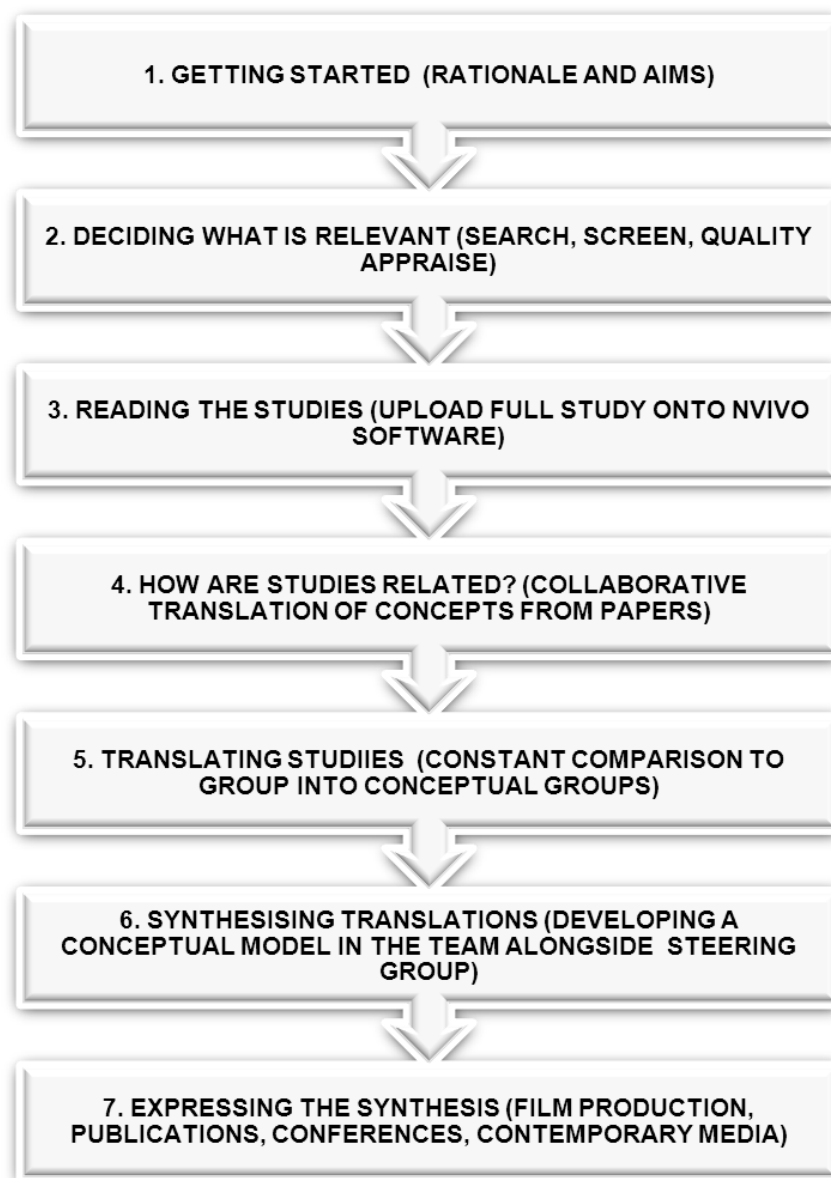 1. GETTING STARTED (RATIONALE AND AIMS)
2. DECIDING WHAT IS RELEVANT (SEARCH, SCREEN, QUALITY
APPRAISE)
3. READING THE STUDIES (UPLOAD FULL STUDY ONTO NVIVO
SOFTWARE)
4. HOW ARE STUDIES RELATED? (COLLABORATIVE
TRANSLATION OF CONCEPTS FROM PAPERS)
5. TRANSLATING STUDIIES (CONSTANT COMPARISON TO
GROUP INTO CONCEPTUAL GROUPS)
6. SYNTHESISING TRANSLATIONS (DEVELOPING A
CONCEPTUAL MODEL IN THE TEAM ALONGSIDE STEERING
GROUP)
7. EXPRESSING THE SYNTHESIS (FILM PRODUCTION,
PUBLICATIONS, CONFERENCES, CONTEMPORARY MEDIA)